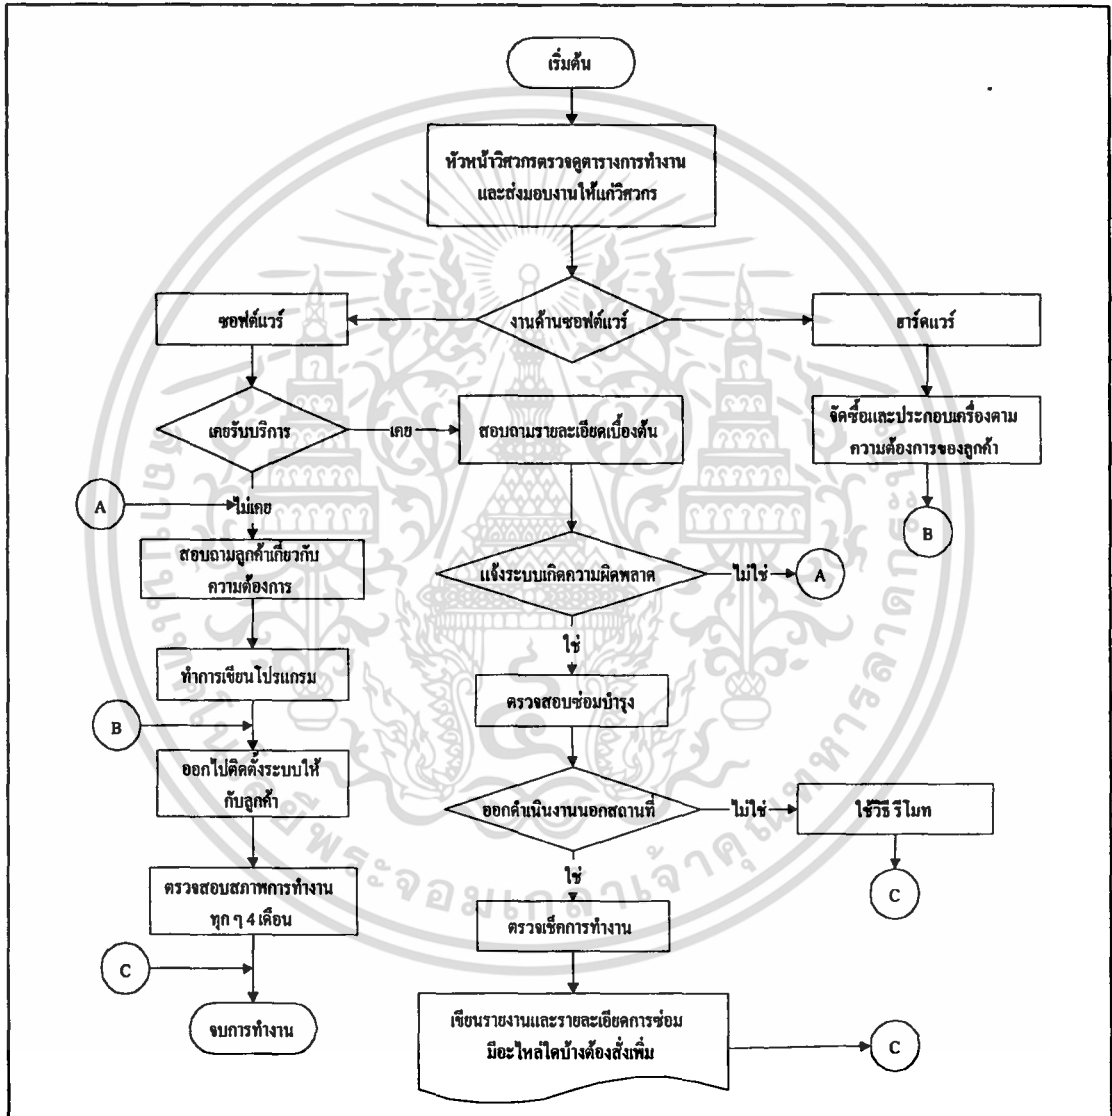 เริ่มต้น
หัวหน้าวิศวกรตรวจดูตารางการทำงาน
และส่งมอบงานให้แก่วิศวกร
ซอฟต์แวร์
งานด้านซอฟต์แวร์
ฮาร์ดแวร์
เคยรับบริการ
เคย
สอบถามรายละเอียดเบื้องต้น
จัดซื้อและประกอบเครื่องตาม
ความต้องการของลูกค้า
A
ไม่เคย
B
สอบถามลูกค้าเกี่ยวกับ
ความต้องการ
แจ้งระบบเกิดความผิดพลาด
ไม่ใช่
A
ใช่
ทำการเขียนโปรแกรม
ตรวจสอบซ่อมบำรุง
B
ออกไปติดตั้งระบบให้
กับลูกค้า
ออกดำเนินงานนอกสถานที่
ไม่ใช่
ใช้วิธี รีโมท
ใช่
ตรวจสอบสภาพการทำงาน
ทุก ๆ 4 เดือน
C
ตรวจเช็คการทำงาน
C
จบการทำงาน
เขียนรายงานและรายละเอียดการซ่อม
มีอะไหล่ใดบ้างต้องสั่งเพิ่ม
C